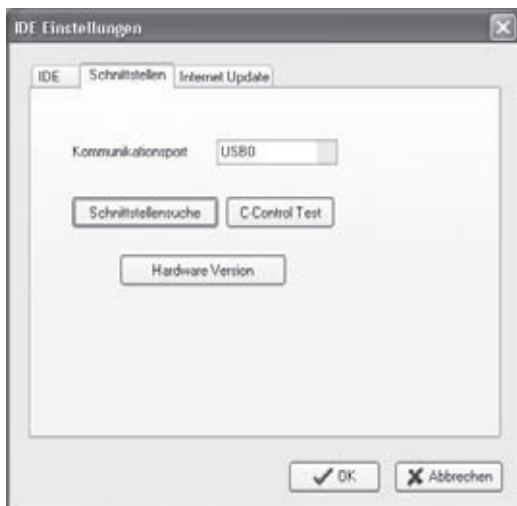 IDE Einstellungen
IDE Schnittstellen Internet Update
Kommunikationsport USB0
Schnittstellensuche C-Control Test
Hardware Version
OK Abbrechen